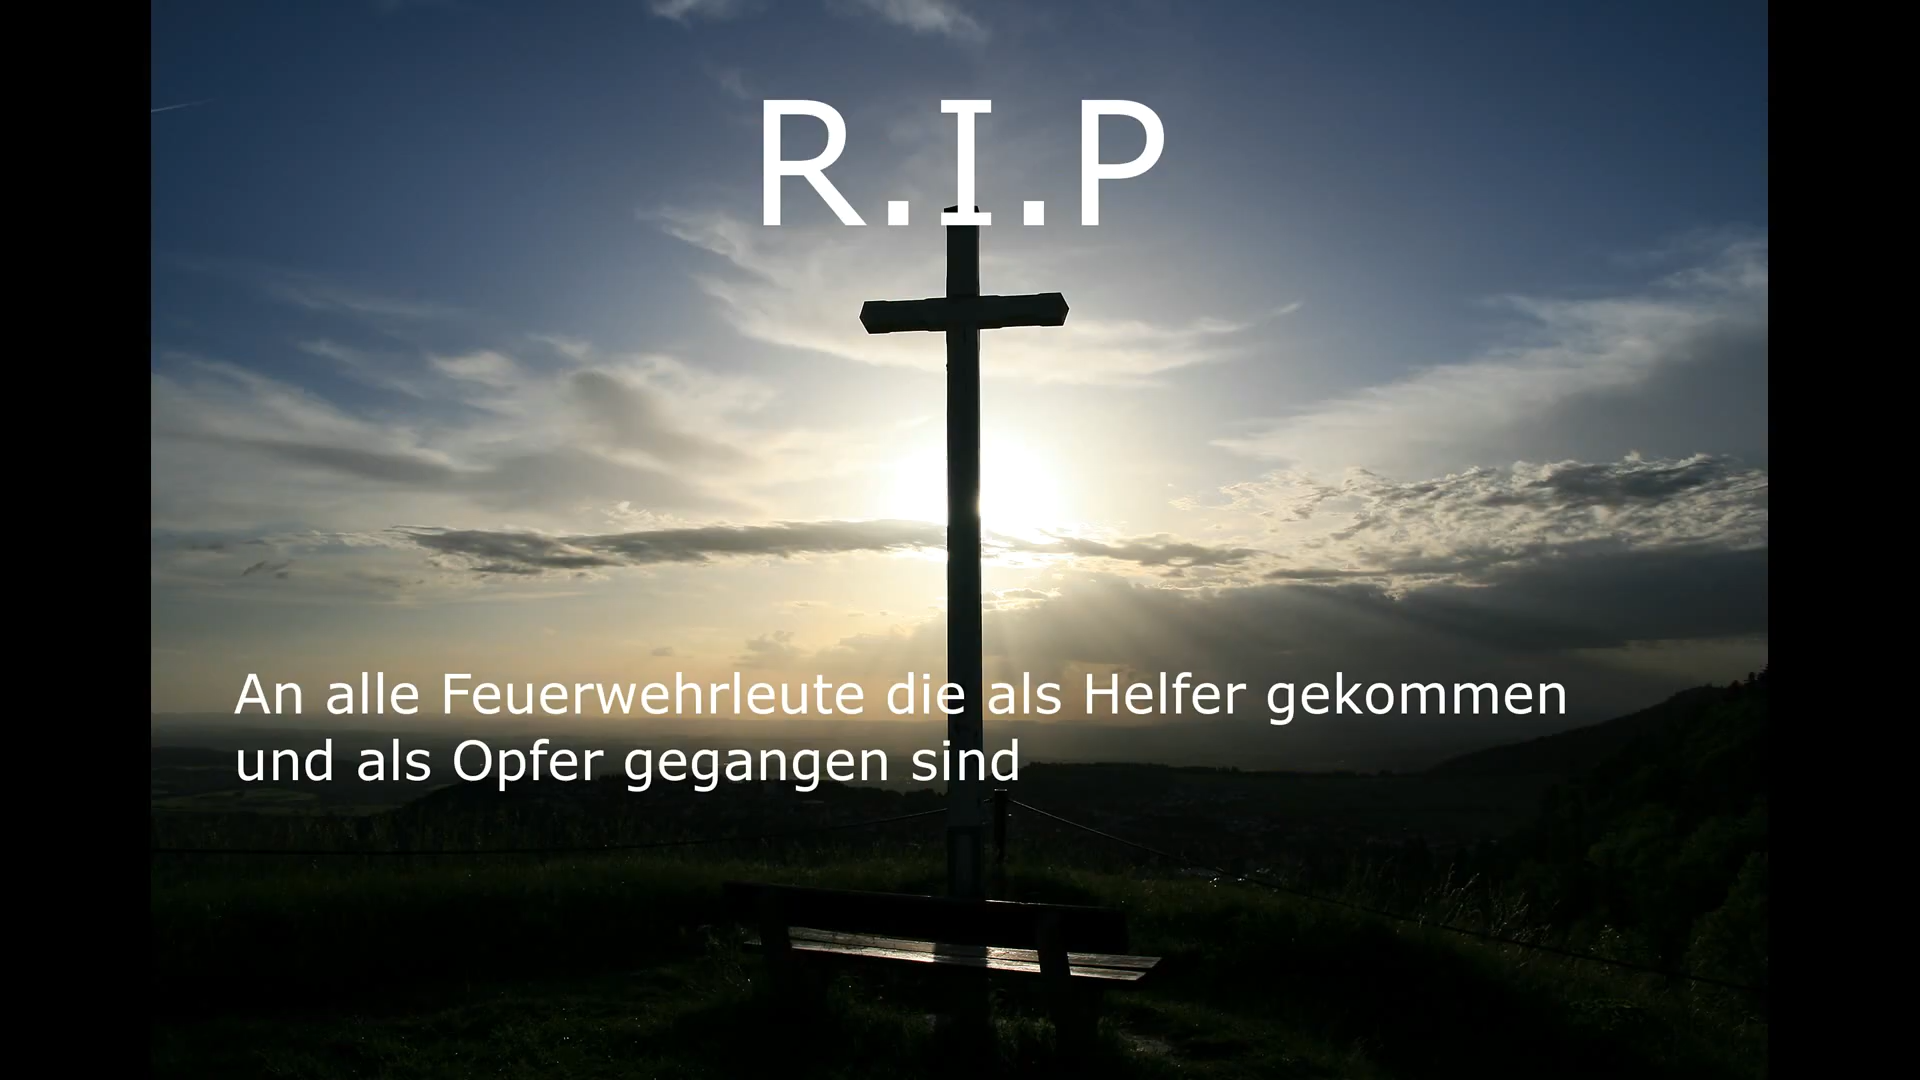 R.I.P
An alle Feuerwehrleute die als Helfer gekommen
und als Opfer gegangen sind